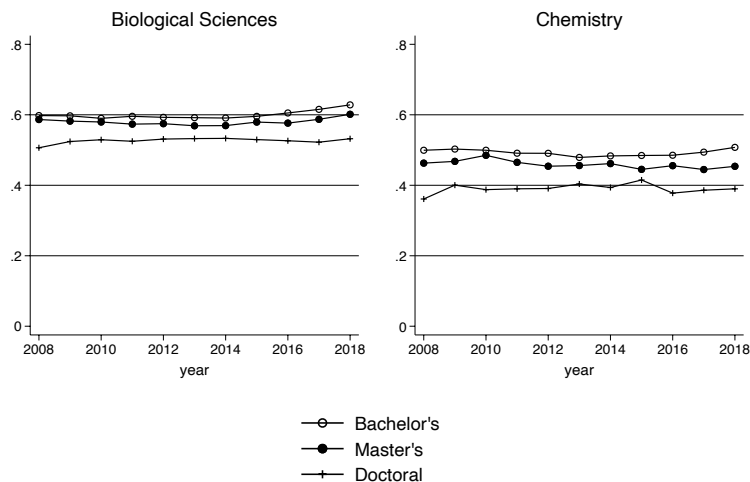 Biological Sciences
Chemistry
.8
.6
.4
.2
0
2008 2010 2012 2014 2016 2018
year
.8
.6
.4
.2
0
2008 2010 2012 2014 2016 2018
year
Bachelor's
Master's
Doctoral